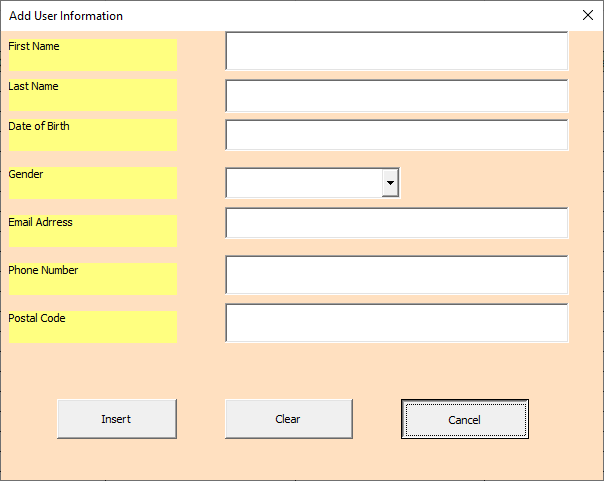 Add User Information
First Name
Last Name
Date of Birth
Gender
Email Adrress
Phone Number
Postal Code
Insert
Clear
Cancel